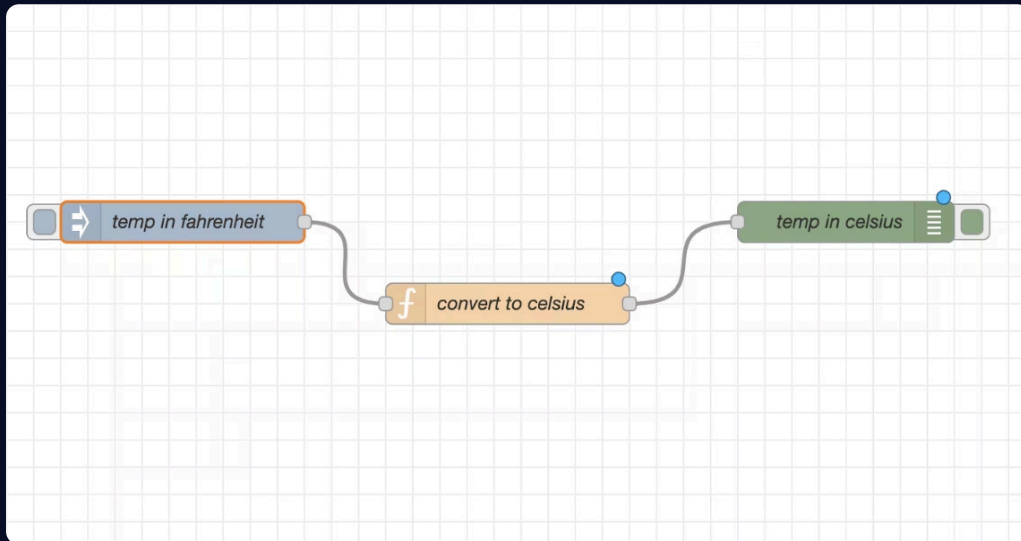 temp in fahrenheit
convert to celsius
temp in celsius